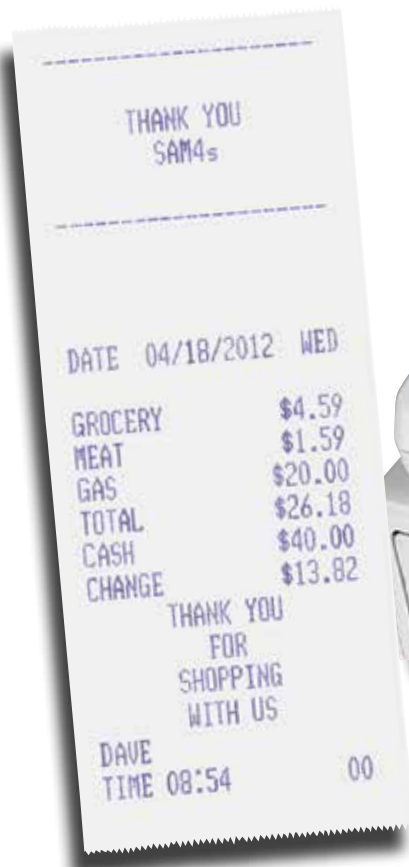 THANK YOU
SAM4s
DATE 04/18/2012 WED
GROCERY $4.59
MEAT $1.59
GAS $20.00
TOTAL $26.18
CASH $40.00
CHANGE $13.82
THANK YOU
FOR
SHOPPING
WITH US
DAVE
TIME 08:54 00